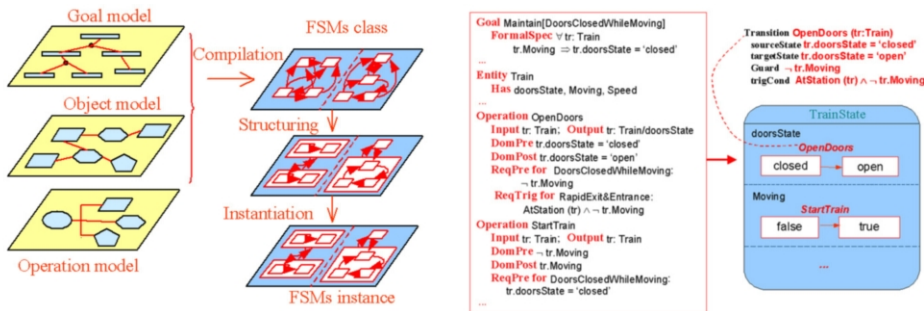 Goal model
FSMs class
Compilation
Object model
Structuring
Instantiation
Operation model
FSMs instance
Goal Maintain[DoorsClosedWhileMoving]
FormalSpec ∀ tr: Train
tr.Moving ⇒ tr.doorsState = ‘closed’
...
Entity Train
Has doorsState, Moving, Speed
...
Operation OpenDoors
Input tr: Train; Output tr: Train/doorsState
DomPre tr.doorsState = ‘closed’
DomPost tr.doorsState = ‘open’
ReqPre for DoorsClosedWhileMoving:
¬ tr.Moving
ReqTrig for RapidExit&Entrance:
AtStation (tr) ∧ ¬ tr.Moving
Operation StartTrain
Input tr: Train; Output tr: Train
DomPre ¬ tr.Moving
DomPost tr.Moving
ReqPre for DoorsClosedWhileMoving:
tr.doorsState = ‘closed’
...
Transition OpenDoors (tr:Train)
sourceState tr.doorsState = ‘closed’
targetState tr.doorsState = ‘open’
Guard ¬ tr.Moving
trigCond AtStation (tr) ∧ ¬ tr.Moving
TrainState
doorsState
OpenDoors
closed open
Moving
StartTrain
false true
...